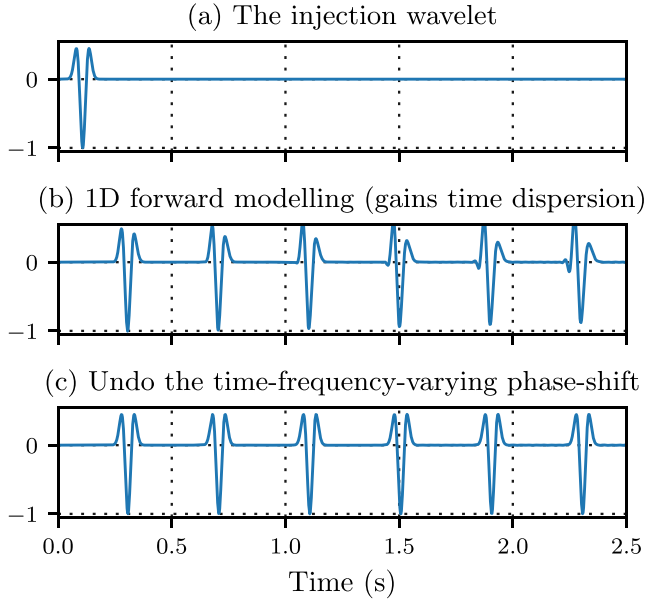 (a) The injection wavelet
0
−1
(b) 1D forward modelling (gains time dispersion)
0
−1
(c) Undo the time-frequency-varying phase-shift
0
−1
0.0 0.5 1.0 1.5 2.0 2.5
Time (s)